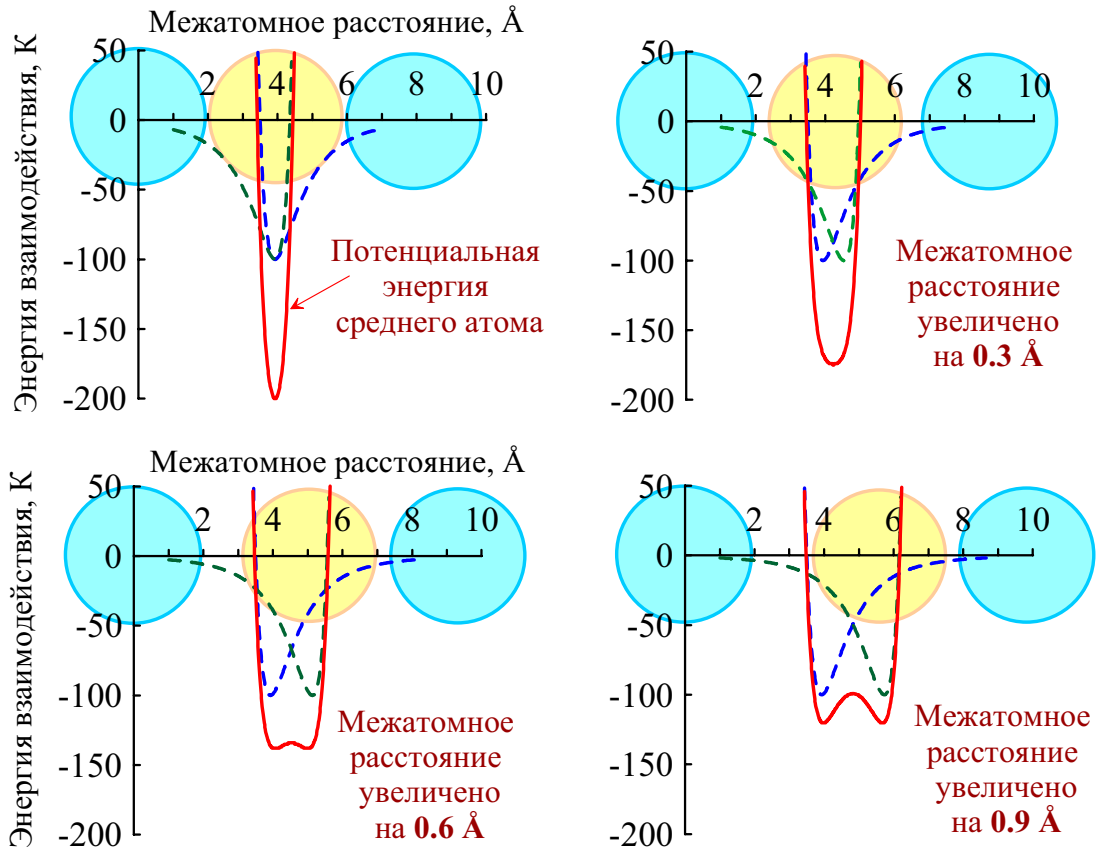 Межатомное расстояние, Å
Энергия взаимодействия, К
50
0
-50
-100
-150
-200
2 4 6 8 10
Потенциальная
энергия
среднего атома
50
0
-50
-100
-150
-200
2 4 6 8 10
Межатомное
расстояние
увеличено
на 0.3 Å
Межатомное расстояние, Å
Энергия взаимодействия, К
50
0
-50
-100
-150
-200
2 4 6 8 10
Межатомное
расстояние
увеличено
на 0.6 Å
50
0
-50
-100
-150
-200
2 4 6 8 10
Межатомное
расстояние
увеличено
на 0.9 Å